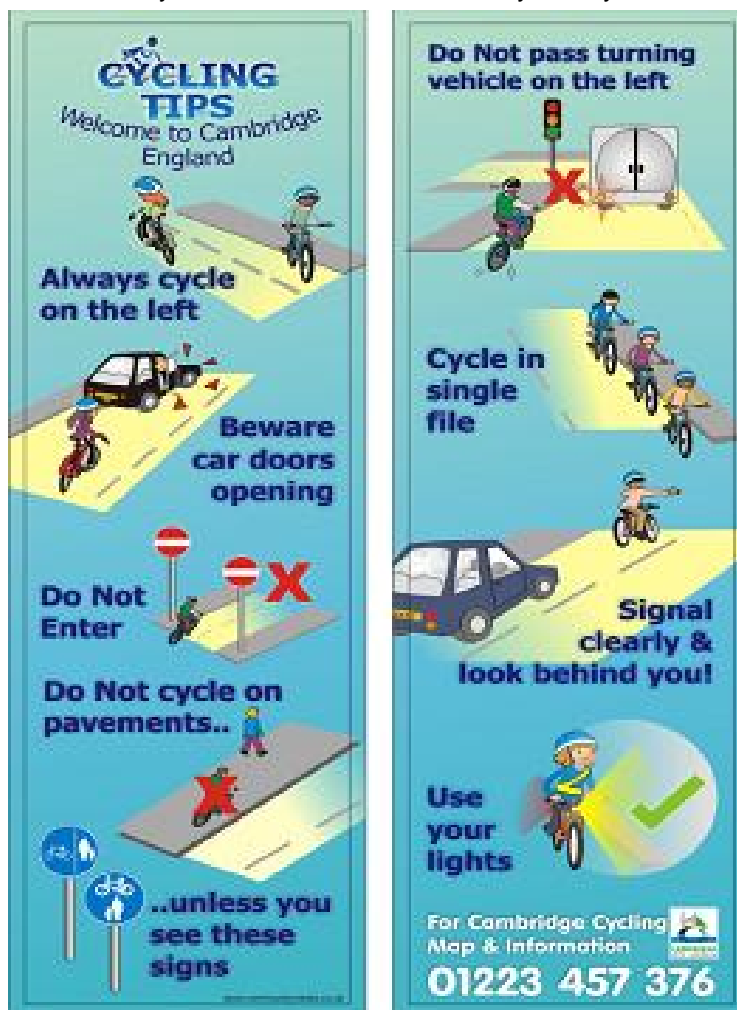 CYCLING
TIPS
Welcome to Cambridge
England
Always cycle
on the left
Beware
car doors
opening
Do Not
Enter
Do Not cycle on
pavements..
..unless you
see these
signs
Do Not pass turning
vehicle on the left
Cycle in
single
file
Signal
clearly &
look behind you!
Use
your
lights
For Cambridge Cycling
Map & Information
01223 457 376